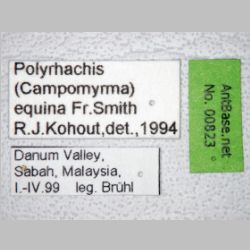 Polyrhachis
(Campomyrma)
equina Fr.Smith
R.J.Kohout,det.,1994
Danum Valley,
Sabah, Malaysia,
I.-IV.99 leg. Brühl
AntBase.net
No. 00823